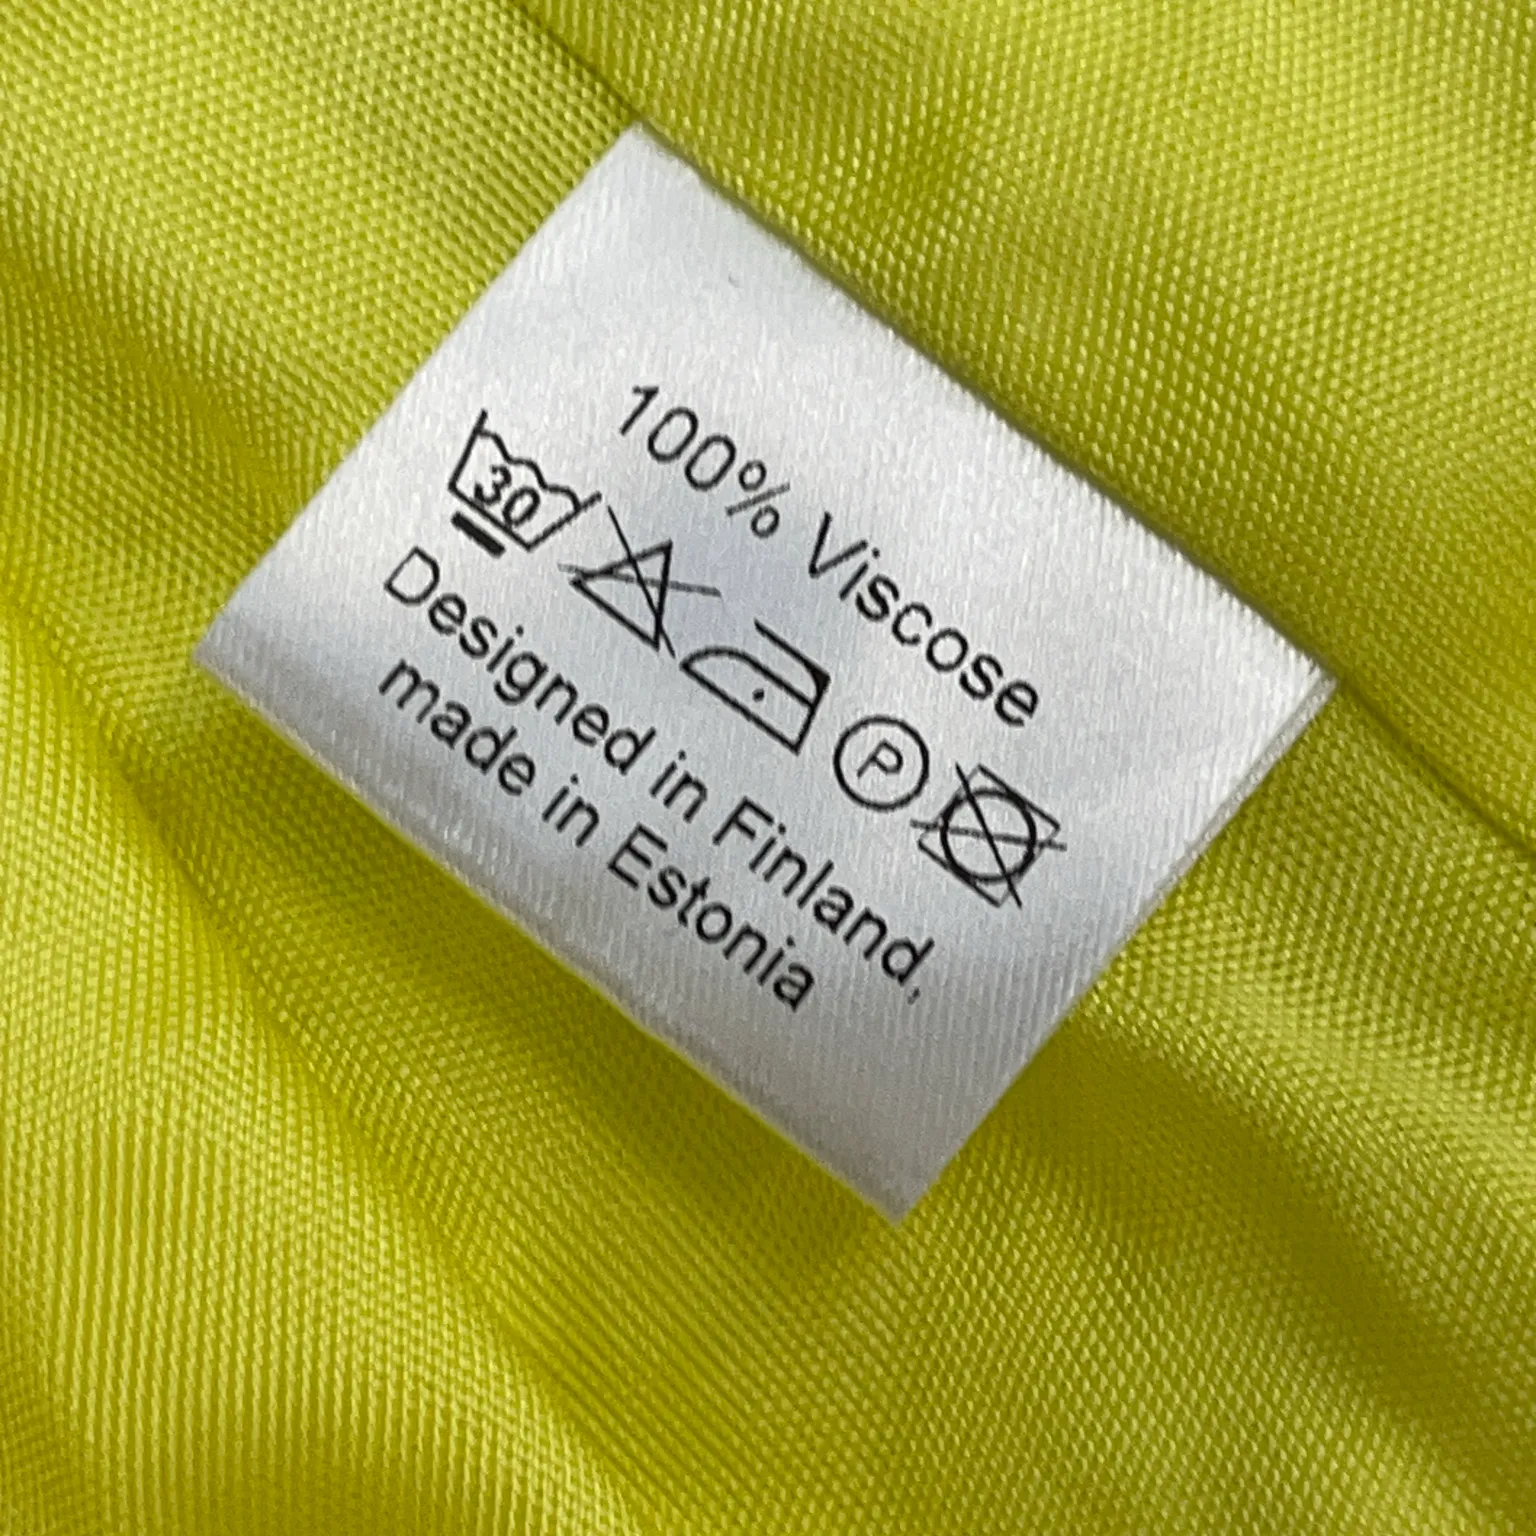 100% Viscose
30 P
Designed in Finland,
made in Estonia